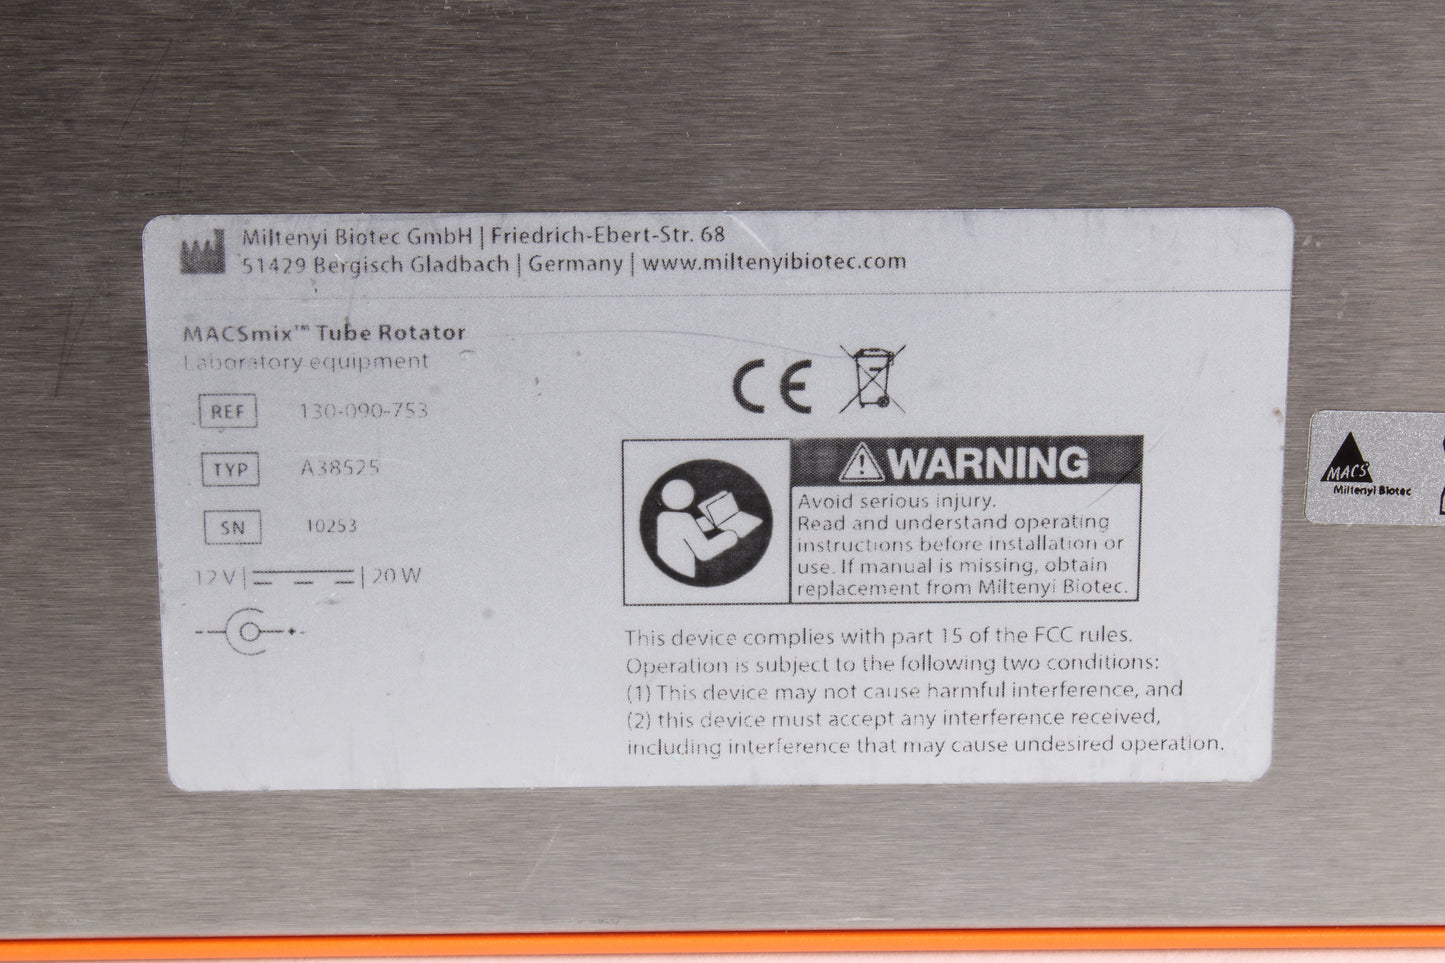 Miltenyi Biotec GmbH | Friedrich-Ebert-Str. 68
51429 Bergisch Gladbach | Germany | www.miltenyibiotec.com
MACSmix™ Tube Rotator
Laboratory equipment
REF 130-090-753
TYP A38525
SN 10253
12 V | 20 W
CE
WARNING
Avoid serious injury.
Read and understand operating
instructions before installation or
use. If manual is missing, obtain
replacement from Miltenyi Biotec.
This device complies with part 15 of the FCC rules.
Operation is subject to the following two conditions:
(1) This device may not cause harmful interference, and
(2) this device must accept any interference received,
including interference that may cause undesired operation.
MACS
Miltenyi Biotec